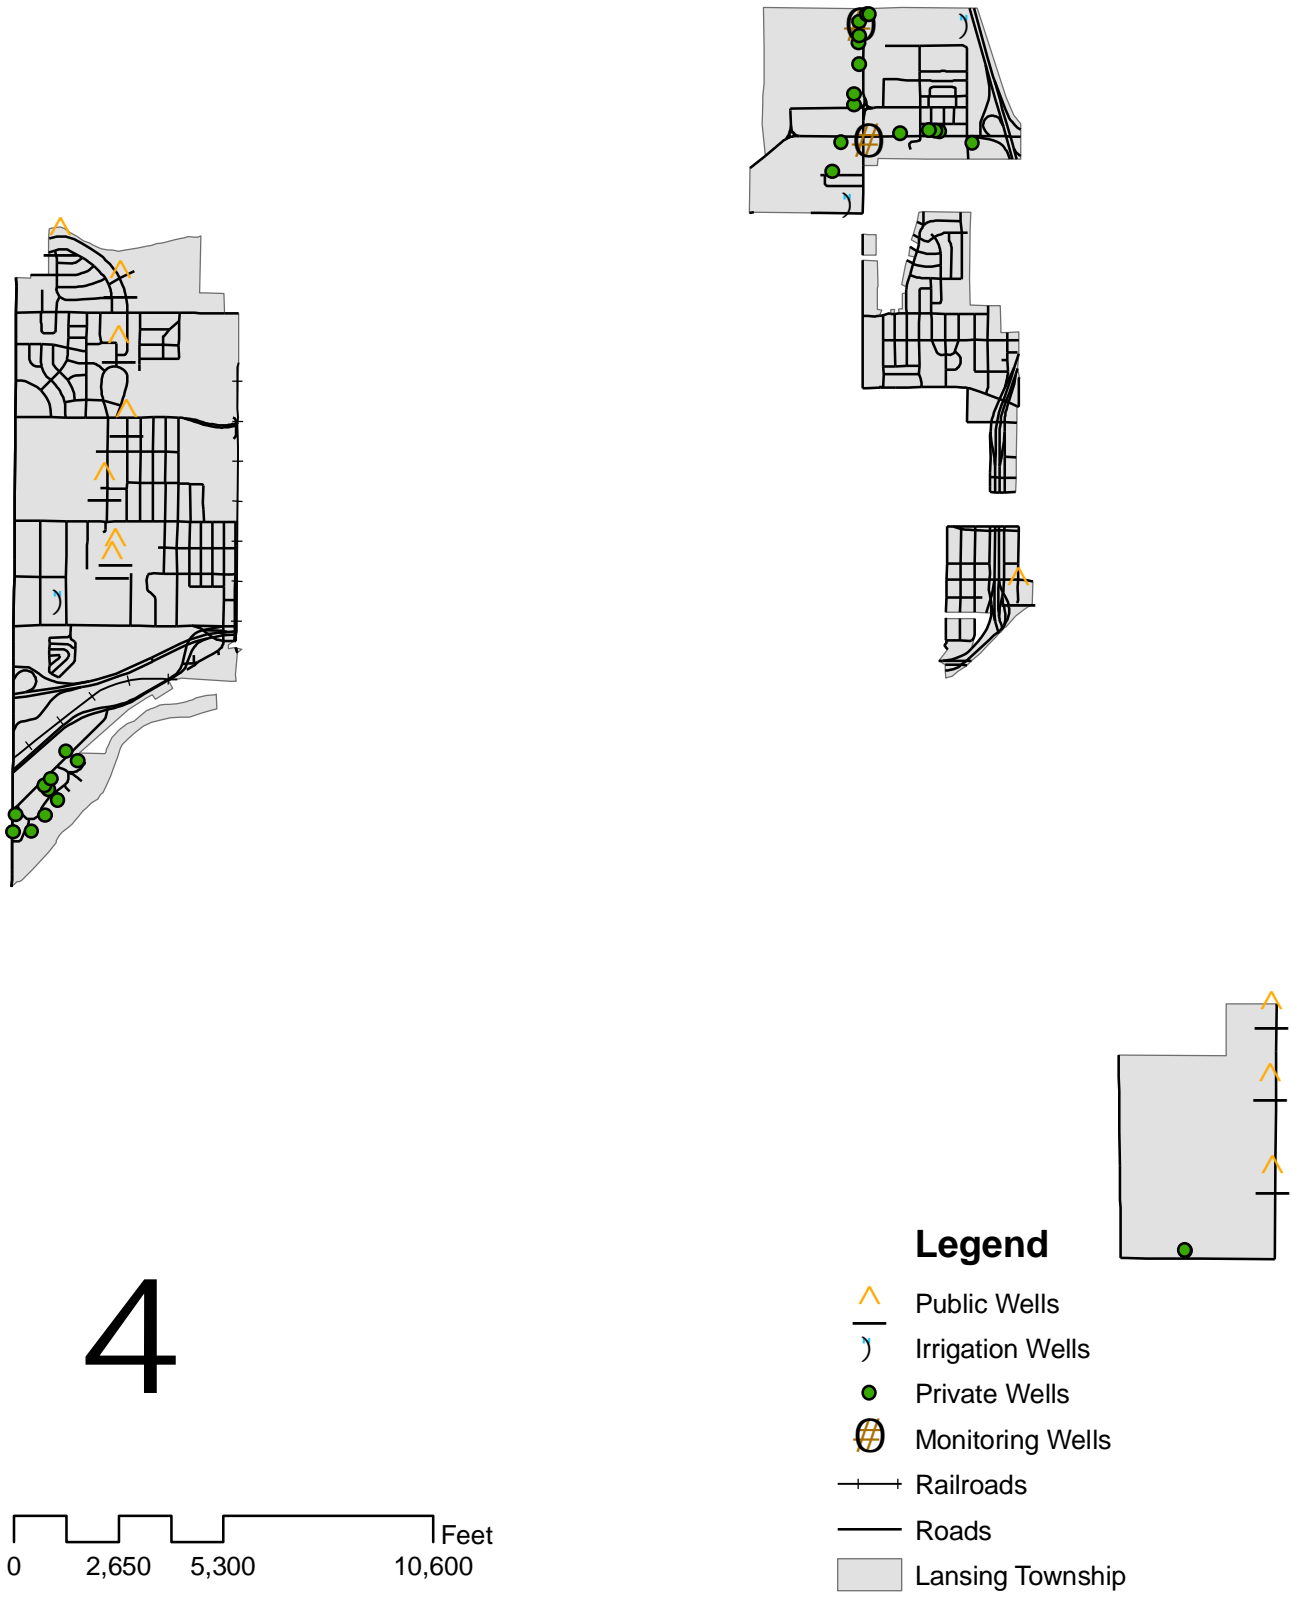 Legend
Public Wells
Irrigation Wells
Private Wells
Monitoring Wells
Railroads
Roads
Lansing Township
4
Feet
0 2,650 5,300 10,600